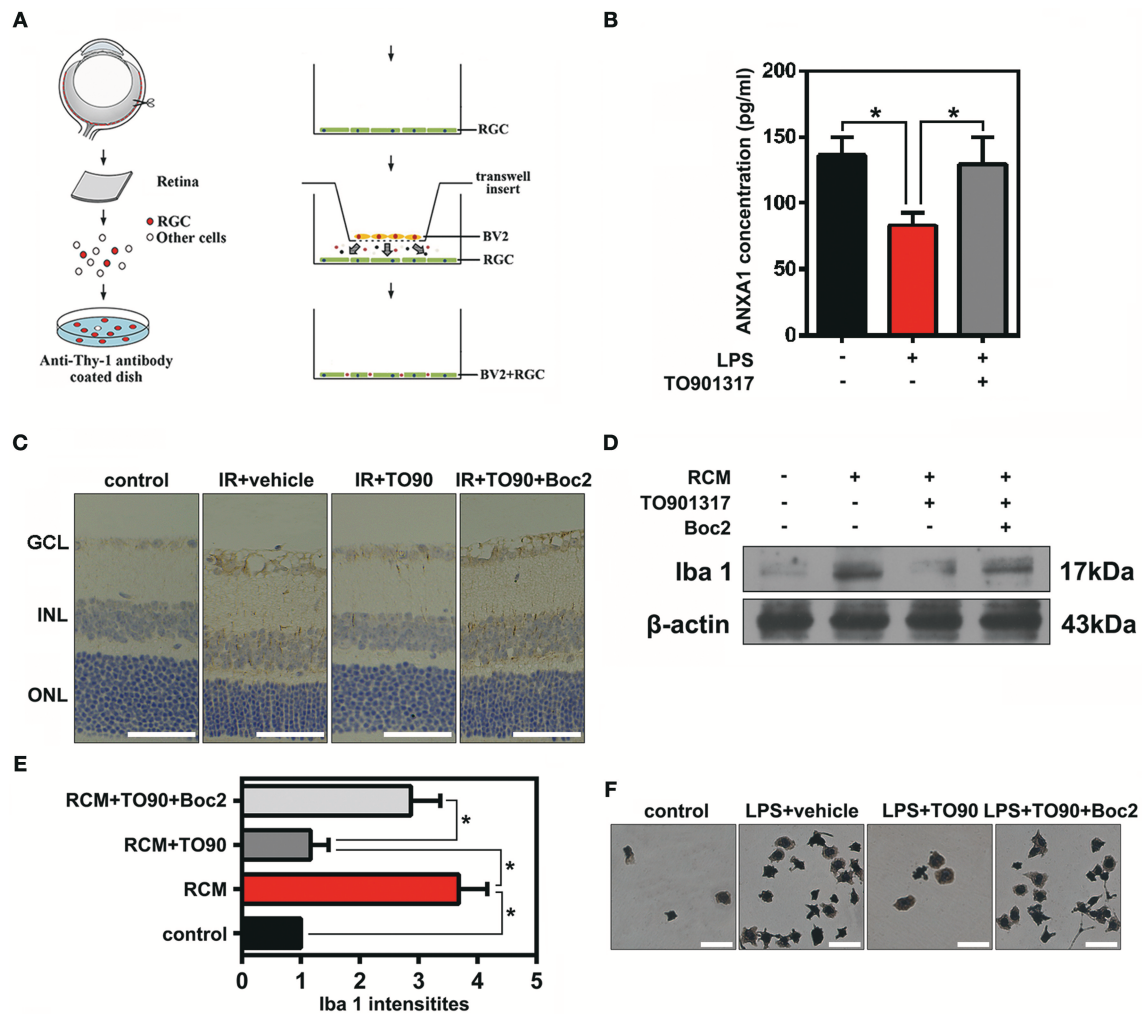 A
Retina
RGC
Other cells
Anti-Thy-1 antibody
coated dish
RGC
transwell
insert
BV2
RGC
BV2+RGC
B
ANXA1 concentration (pg/ml)
200
150
100
50
0
* *
LPS - + +
TO901317 - - +
C
control IR+vehicle IR+TO90 IR+TO90+Boc2
GCL
INL
ONL
D
RCM - + + +
TO901317 - - + +
Boc2 - - - +
Iba 1 17kDa
β-actin 43kDa
E
RCM+TO90+Boc2
*
RCM+TO90
*
RCM
*
control
0 1 2 3 4 5
Iba 1 intensitites
F
control LPS+vehicle LPS+TO90 LPS+TO90+Boc2